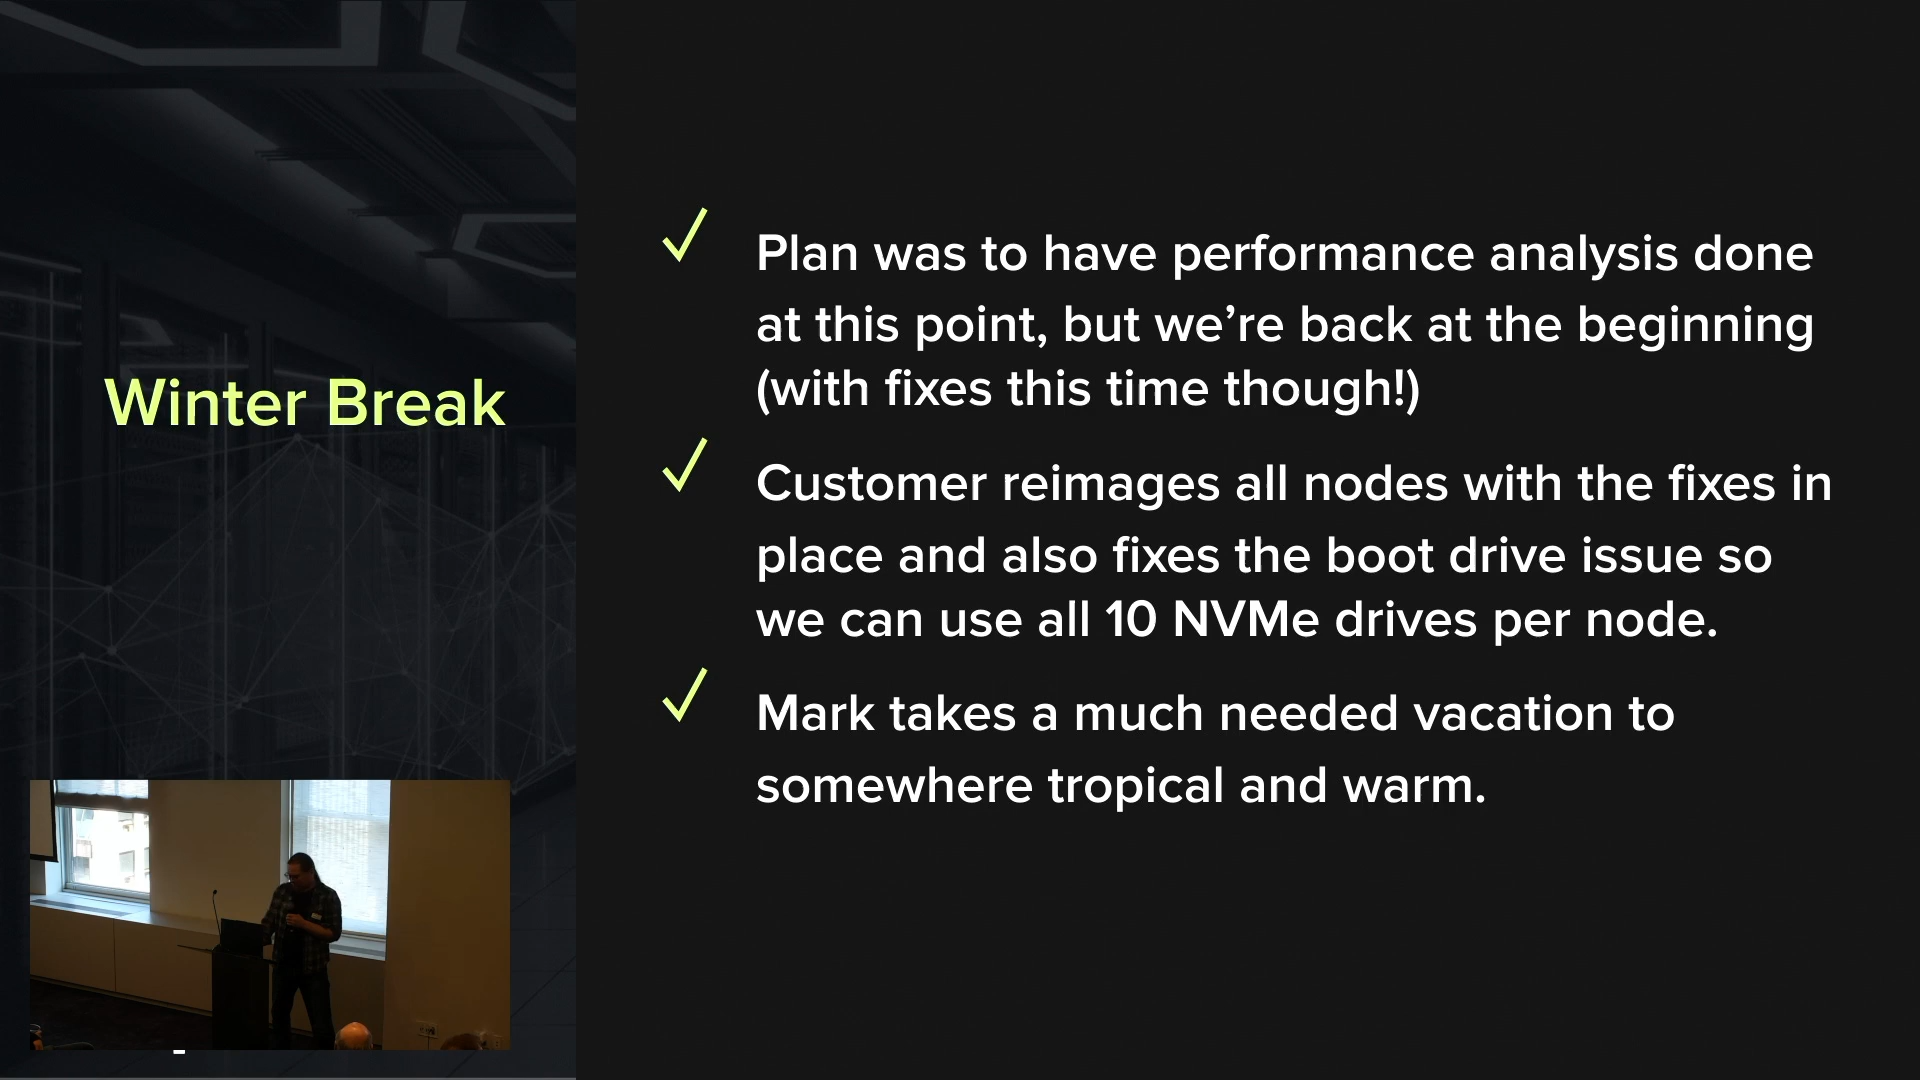 Winter Break
Plan was to have performance analysis done
at this point, but we’re back at the beginning
(with fixes this time though!)
Customer reimages all nodes with the fixes in
place and also fixes the boot drive issue so
we can use all 10 NVMe drives per node.
Mark takes a much needed vacation to
somewhere tropical and warm.